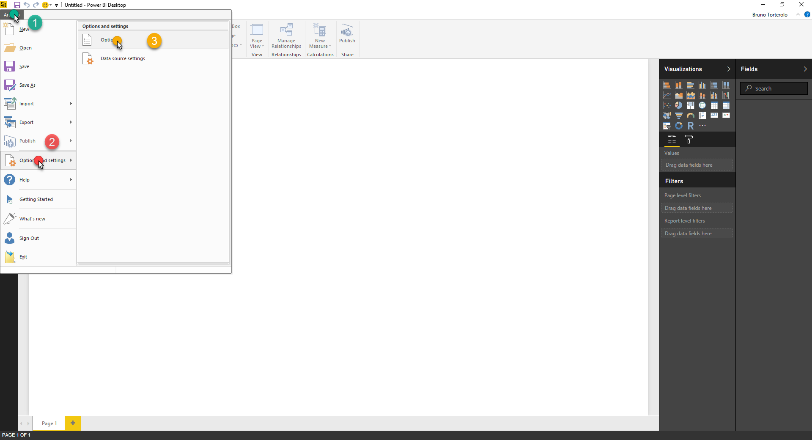 Untitled - Power BI Desktop
Bruno Tortorolo
1
New
Open
Save
Save As
Import
Export
Publish
2
Options and settings
Help
Getting Started
What's new
Sign Out
Exit
Options and settings
3
Data source settings
Page
View
Manage
Relationships
New
Measure
Publish
View
Relationships
Calculations
Share
Visualizations
Fields
Search
Values
Drag data fields here
Filters
Page level filters
Drag data fields here
Report level filters
Drag data fields here
Page 1
PAGE 1 OF 1